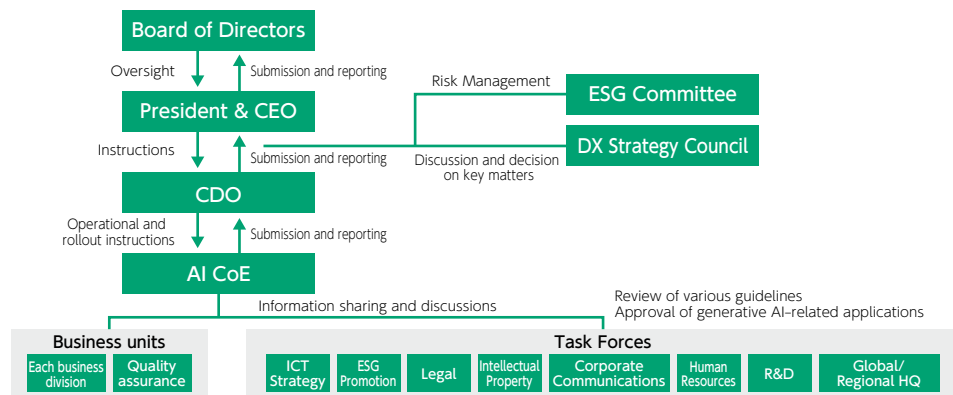 Board of Directors
Oversight
Submission and reporting
Risk Management
ESG Committee
President & CEO
Instructions
Submission and reporting
Discussion and decision
on key matters
DX Strategy Council
CDO
Operational and
rollout instructions
Submission and reporting
AI CoE
Information sharing and discussions
Review of various guidelines
Approval of generative AI-related applications
Business units
Each business
division
Quality
assurance
Task Forces
ICT
Strategy
ESG
Promotion
Legal
Intellectual
Property
Corporate
Communications
Human
Resources
R&D
Global/
Regional HQ